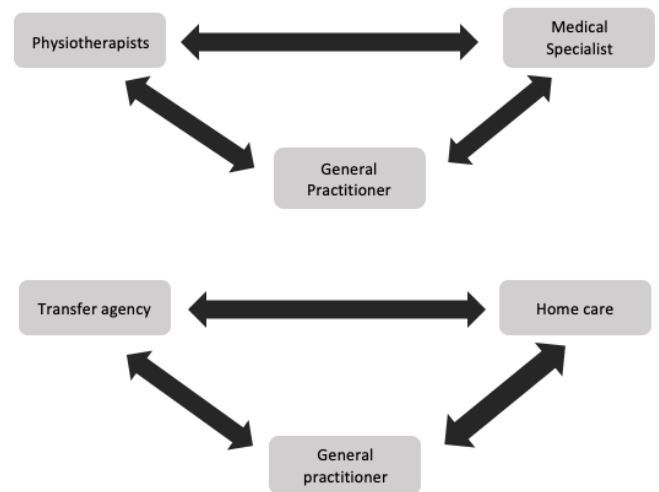 Physiotherapists
Medical
Specialist
General
Practitioner
Transfer agency
Home care
General
practitioner